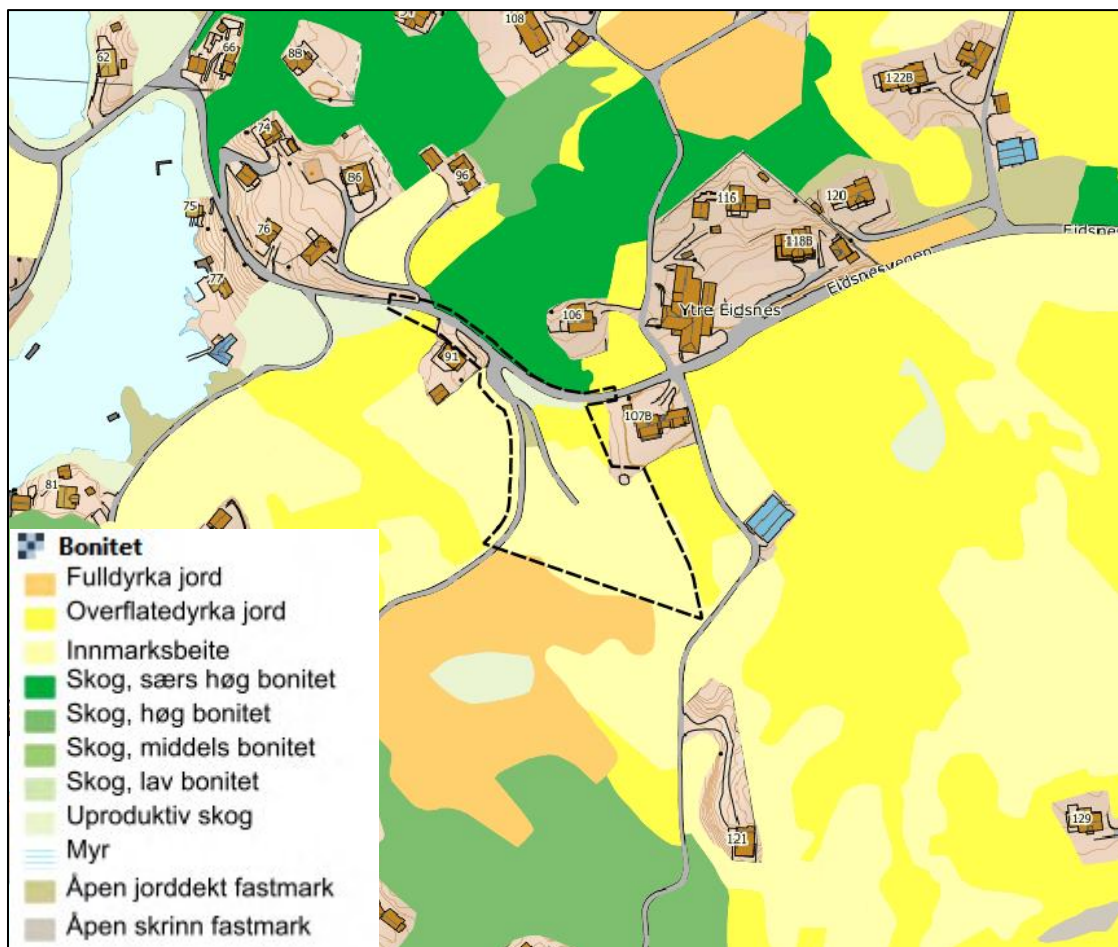 108
62
66
8B
122B
74
86
96
116
120
75
76
118B
Eidsnes
Eidsnesvegen
77
106
Ytre Eidsnes
91
107B
81
Bonitet
Fulldyrka jord
Overflatedyrka jord
Innmarksbeite
Skog, særs høg bonitet
Skog, høg bonitet
Skog, middels bonitet
Skog, lav bonitet
Uproduktiv skog
Myr
Åpen jorddekt fastmark
Åpen skrinn fastmark
121
129